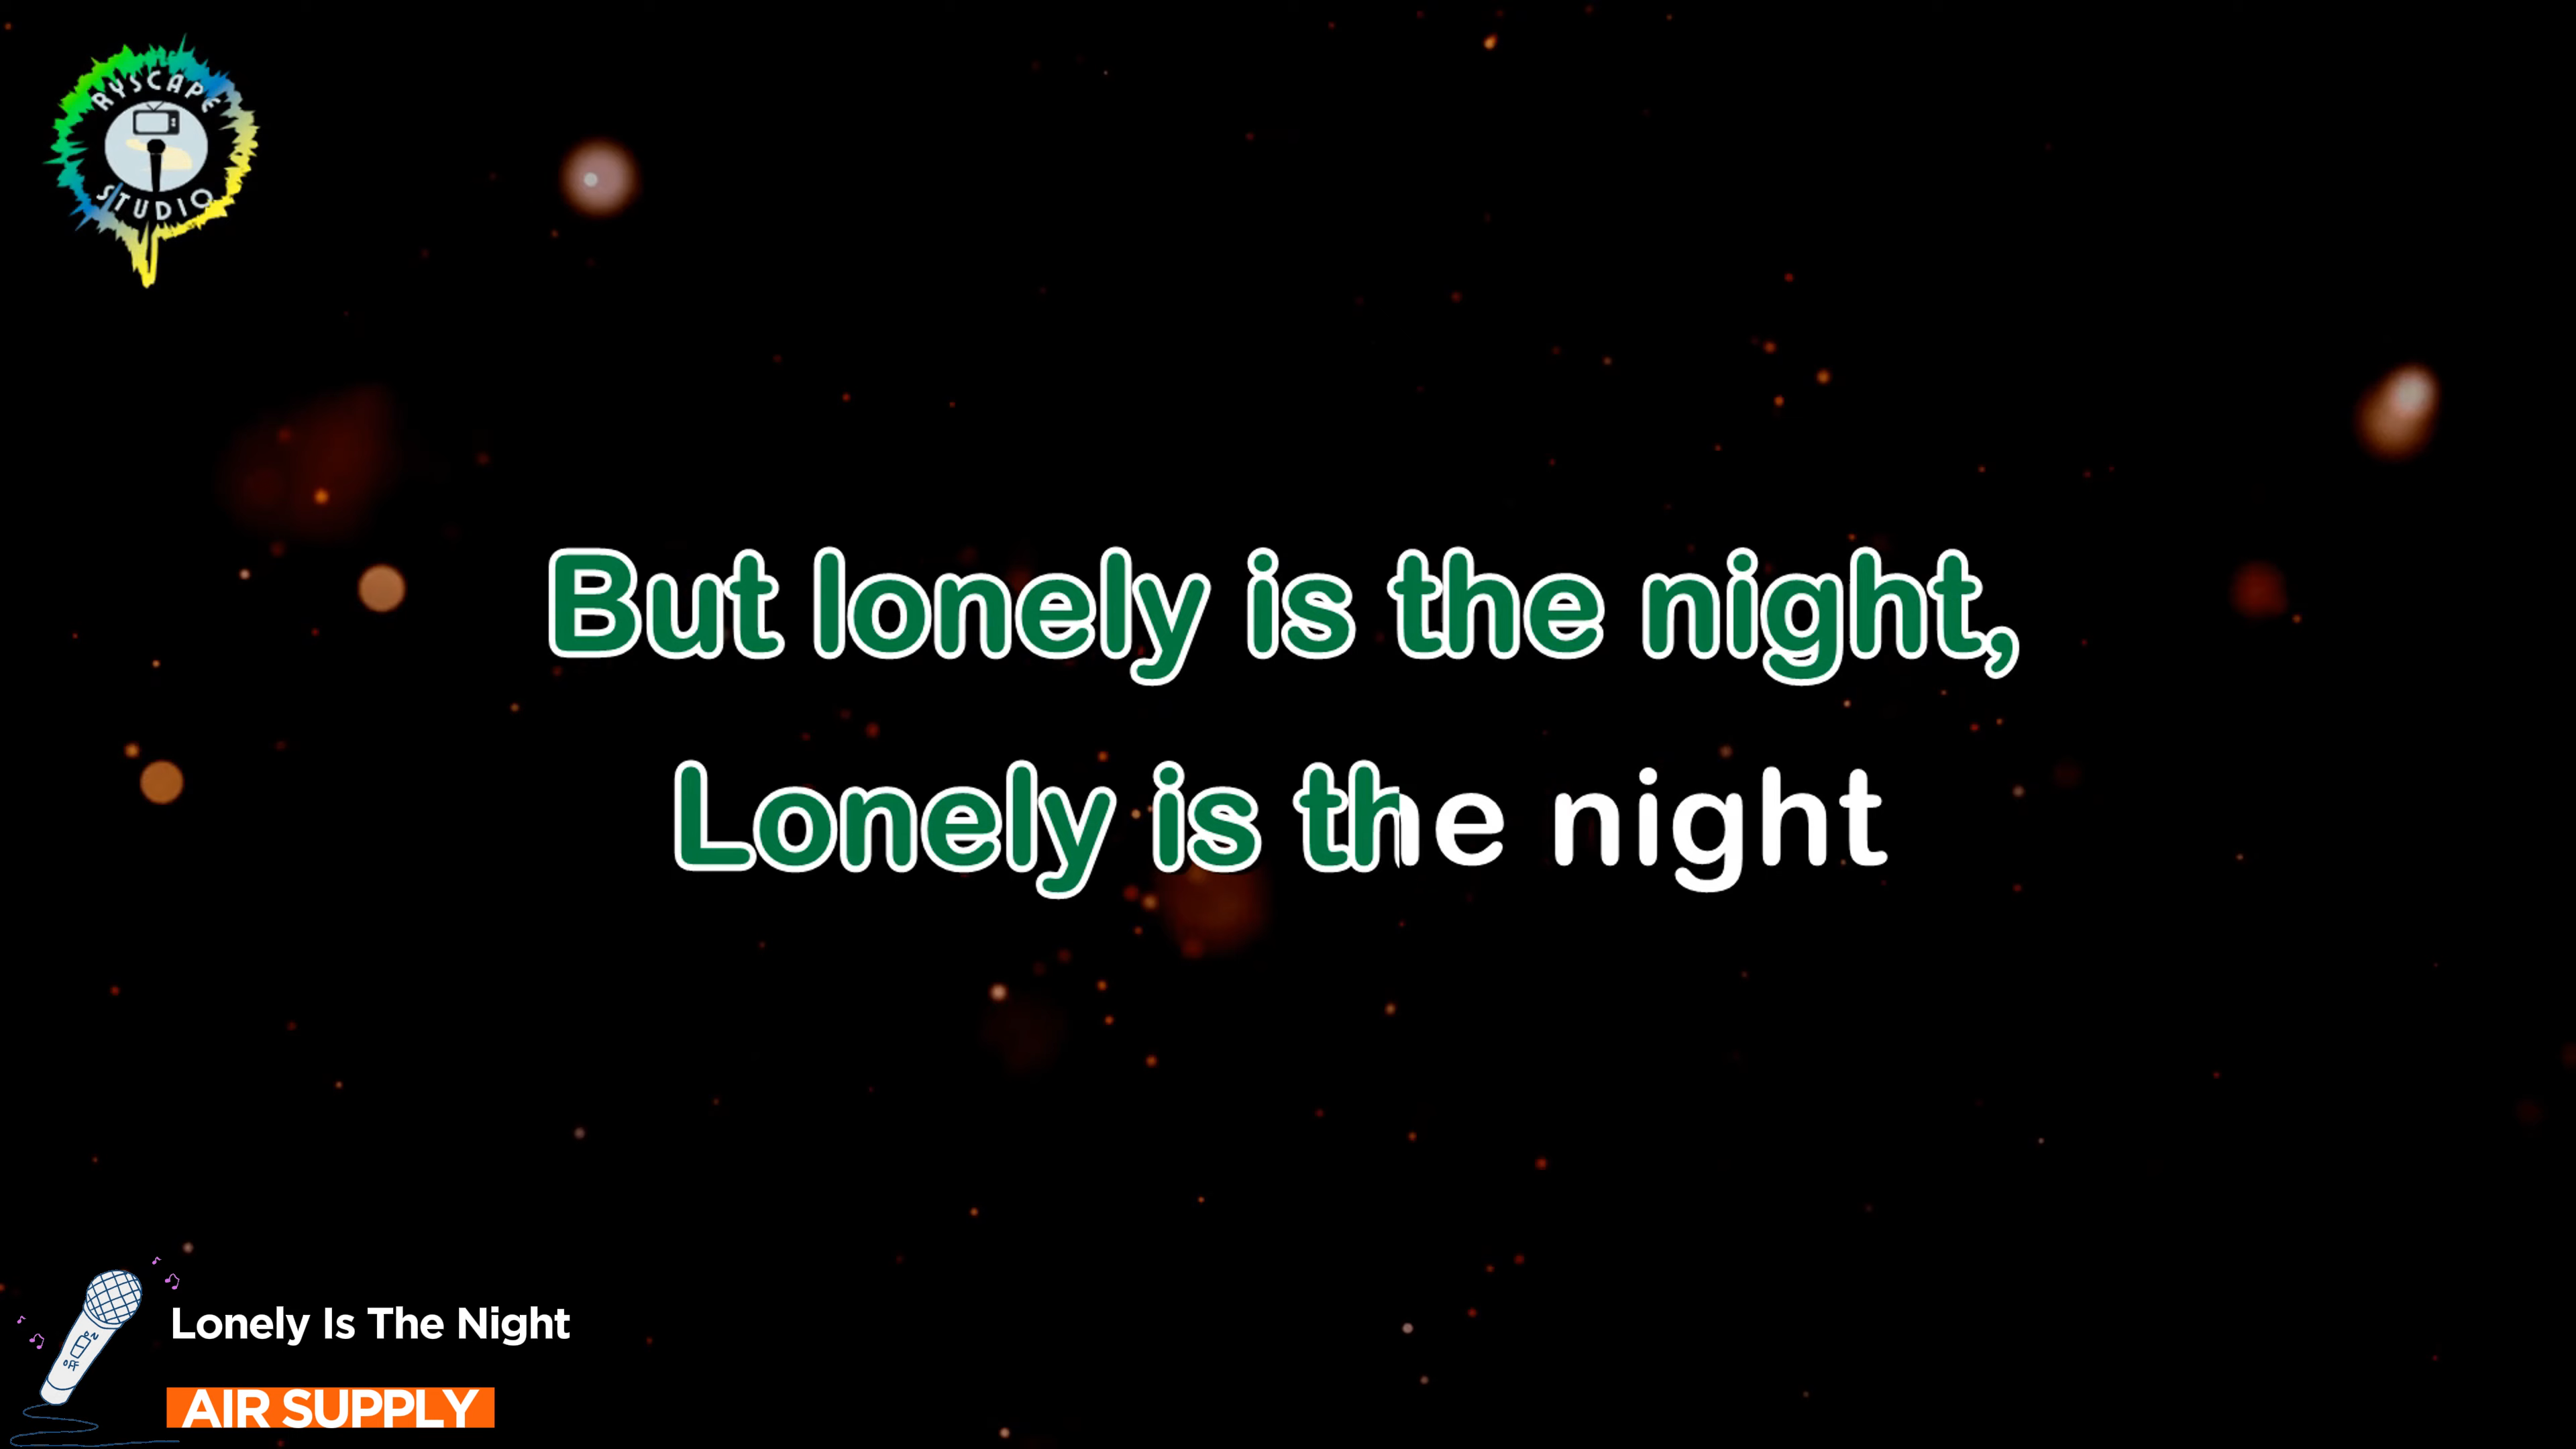 RYSCAPE
STUDIO
But lonely is the night,
Lonely is the night
ON
OFF
Lonely Is The Night
AIR SUPPLY